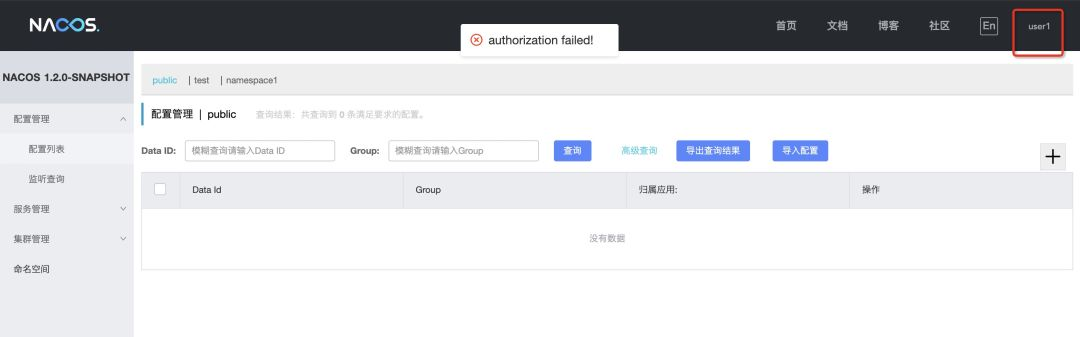 NACOS.
首页 文档 博客 社区 En user1
authorization failed!
NACOS 1.2.0-SNAPSHOT
配置管理
配置列表
监听查询
服务管理
集群管理
命名空间
public | test | namespace1
配置管理 | public 查询结果:共查询到 0 条满足要求的配置。
Data ID: 模糊查询请输入Data ID Group: 模糊查询请输入Group 查询 高级查询 导出查询结果 导入配置
Data Id Group 归属应用: 操作
没有数据